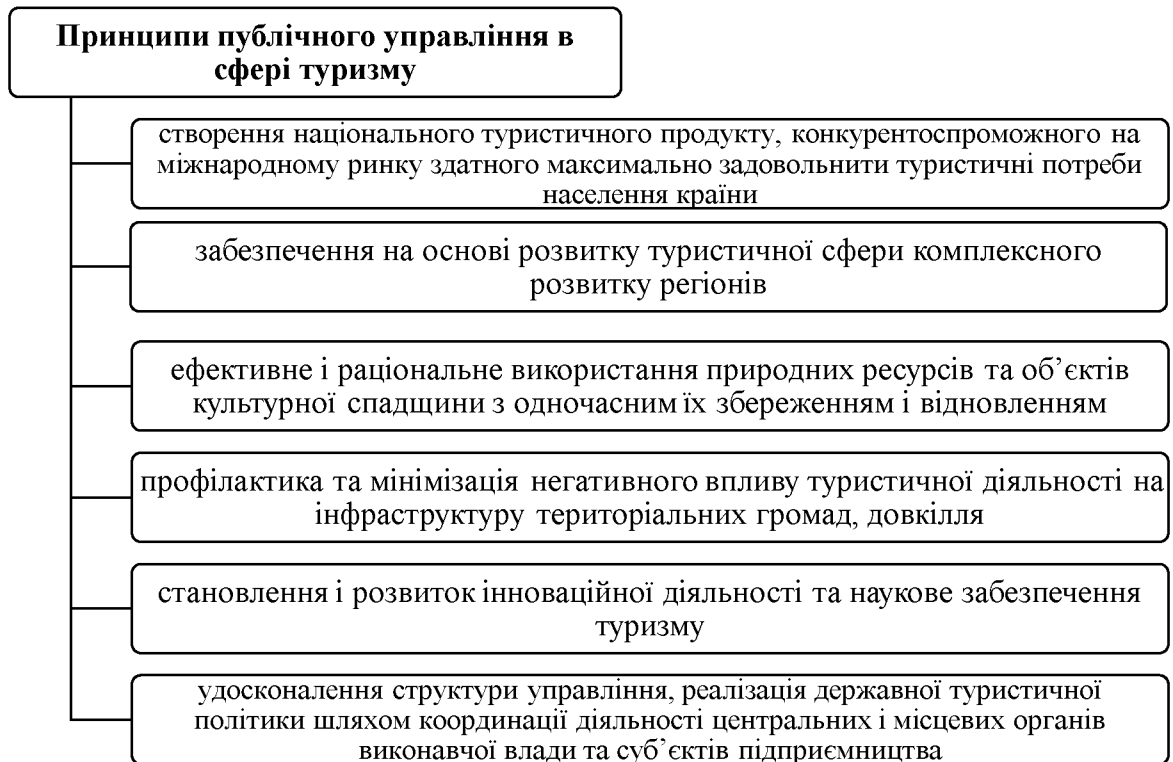 Принципи публічного управління в
сфері туризму
створення національного туристичного продукту, конкурентоспроможного на
міжнародному ринку здатного максимально задовольнити туристичні потреби
населення країни
забезпечення на основі розвитку туристичної сфери комплексного
розвитку регіонів
ефективне і раціональне використання природних ресурсів та об’єктів
культурної спадщини з одночасним їх збереженням і відновленням
профілактика та мінімізація негативного впливу туристичної діяльності на
інфраструктуру територіальних громад, довкілля
становлення і розвиток інноваційної діяльності та наукове забезпечення
туризму
удосконалення структури управління, реалізація державної туристичної
політики шляхом координації діяльності центральних і місцевих органів
виконавчої влади та суб’єктів підприємництва